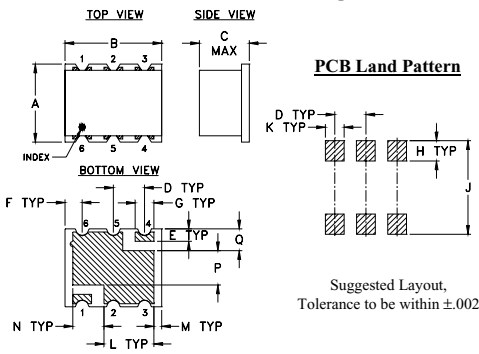 TOP VIEW
SIDE VIEW
B
C
MAX
1 2 3
A
6 5 4
INDEX
BOTTOM VIEW
D TYP
F TYP
G TYP
6 5 4
E TYP
Q
P
1 2 3
N TYP
M TYP
L TYP
PCB Land Pattern
D TYP
K TYP
H TYP
J
Suggested Layout,
Tolerance to be within ±.002